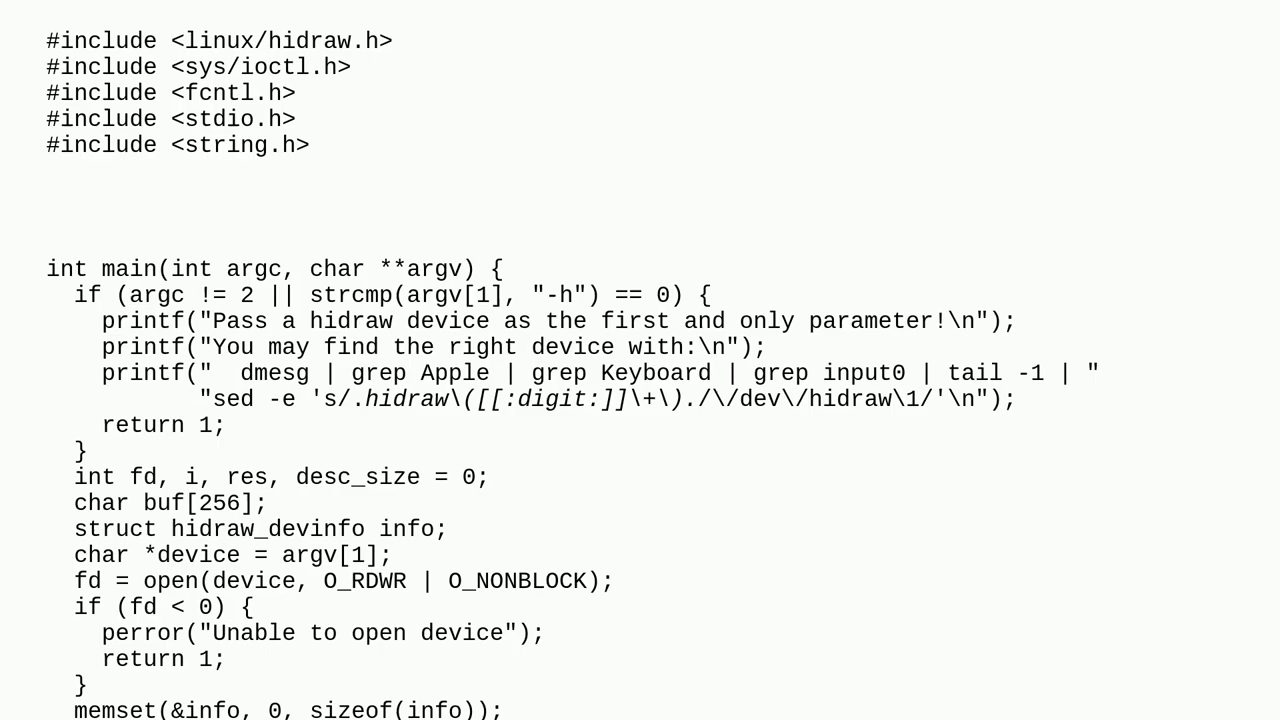 #include <linux/hidraw.h>
#include <sys/ioctl.h>
#include <fcntl.h>
#include <stdio.h>
#include <string.h>
int main(int argc, char **argv) {
  if (argc != 2 || strcmp(argv[1], "-h") == 0) {
    printf("Pass a hidraw device as the first and only parameter!\n");
    printf("You may find the right device with:\n");
    printf("  dmesg | grep Apple | grep Keyboard | grep input0 | tail -1 | "
           "sed -e 's/.hidraw\([[:digit:]]\+\)./\/dev\/hidraw\1/'\n");
    return 1;
  }
  int fd, i, res, desc_size = 0;
  char buf[256];
  struct hidraw_devinfo info;
  char *device = argv[1];
  fd = open(device, O_RDWR | O_NONBLOCK);
  if (fd < 0) {
    perror("Unable to open device");
    return 1;
  }
  memset(&info, 0, sizeof(info));